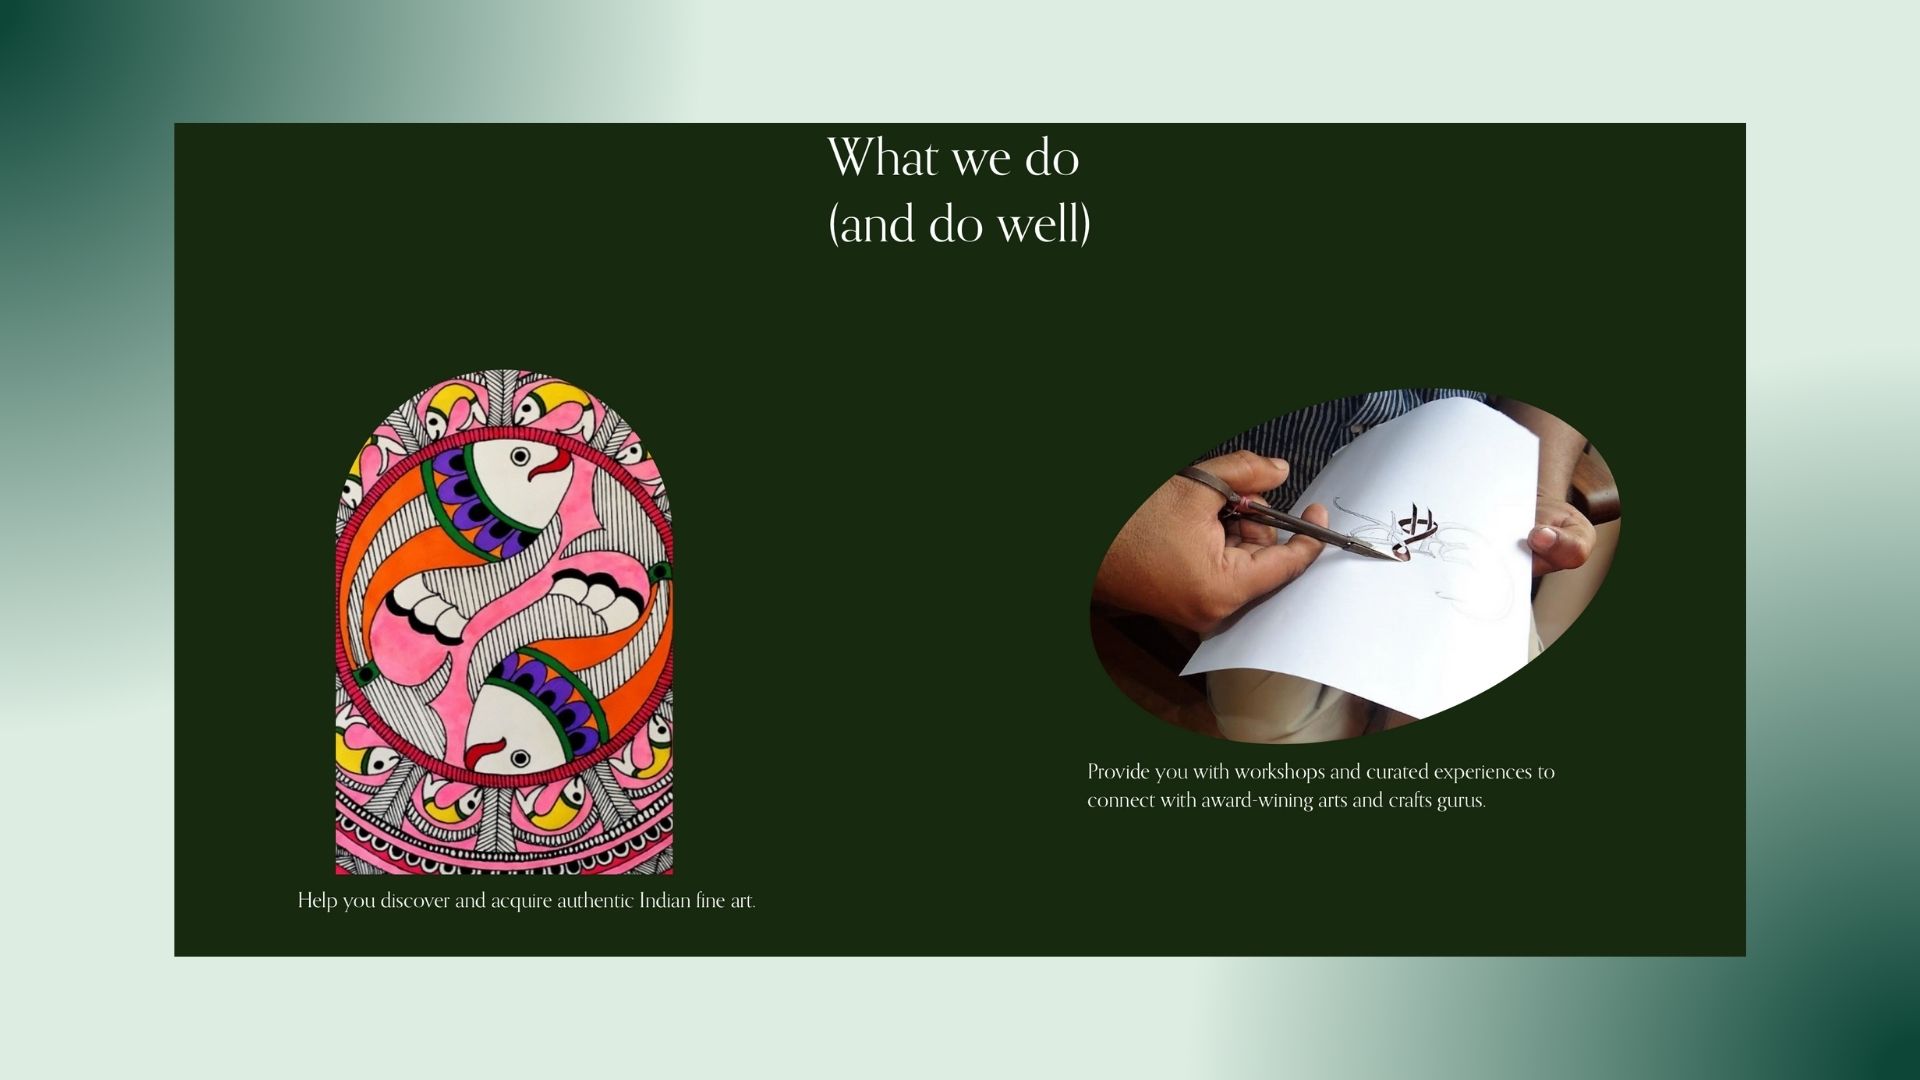 What we do
(and do well)
Help you discover and acquire authentic Indian fine art.
Provide you with workshops and curated experiences to
connect with award-wining arts and crafts gurus.